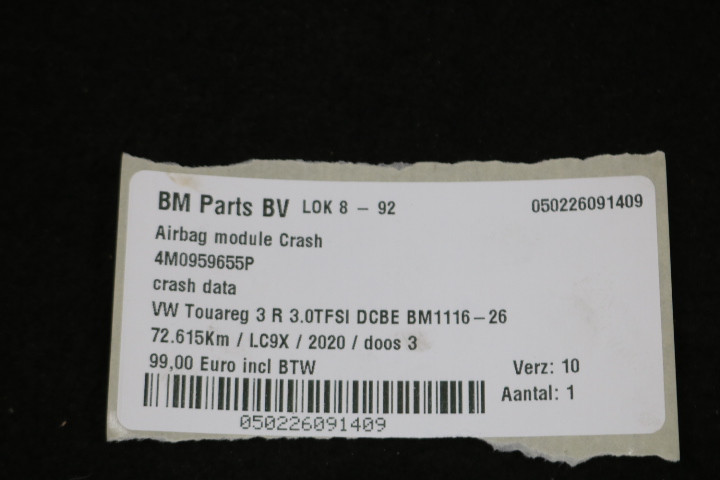 BM Parts BV LOK 8 - 92 050226091409
Airbag module Crash
4M0959655P
crash data
VW Touareg 3 R 3.0TFSI DCBE BM1116-26
72.615Km / LC9X / 2020 / doos 3
99,00 Euro incl BTW Verz: 10
Aantal: 1
050226091409